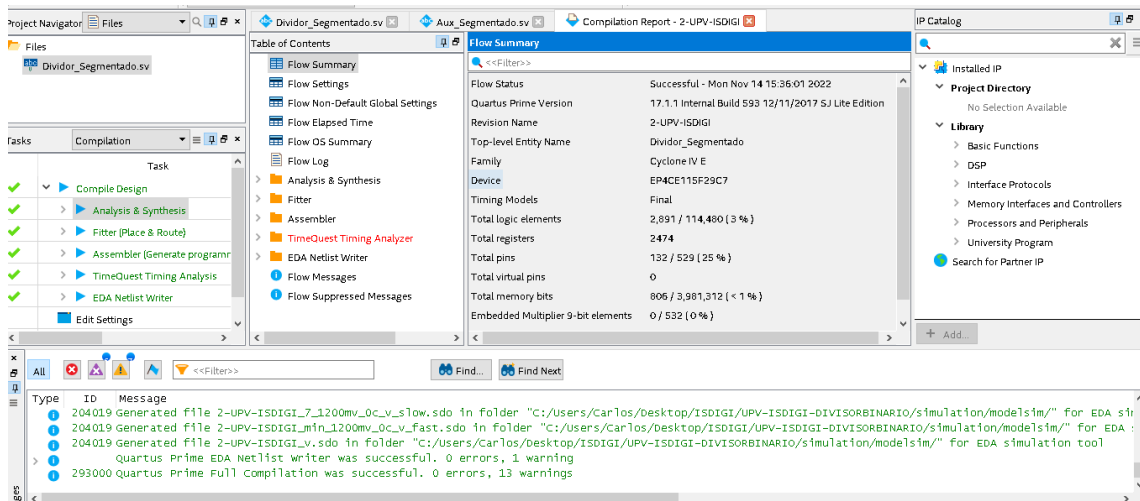 Project Navigator Files
Files
Dividor_Segmentado.sv
Tasks Compilation
Task
Compile Design
Analysis & Synthesis
Fitter (Place & Route)
Assembler (Generate programr
TimeQuest Timing Analysis
EDA Netlist Writer
Edit Settings
Dividor_Segmentado.sv
Aux_Segmentado.sv
Compilation Report - 2-UPV-ISDIGI
Table of Contents
Flow Summary
Flow Settings
Flow Non-Default Global Settings
Flow Elapsed Time
Flow OS Summary
Flow Log
Analysis & Synthesis
Fitter
Assembler
TimeQuest Timing Analyzer
EDA Netlist Writer
Flow Messages
Flow Suppressed Messages
Flow Summary
<<Filter>>
Flow Status Successful - Mon Nov 14 15:36:01 2022
Quartus Prime Version 17.1.1 Internal Build 593 12/11/2017 SJ Lite Edition
Revision Name 2-UPV-ISDIGI
Top-level Entity Name Dividor_Segmentado
Family Cyclone IV E
Device EP4CE115F29C7
Timing Models Final
Total logic elements 2,891 / 114,480 ( 3 % )
Total registers 2474
Total pins 132 / 529 ( 25 % )
Total virtual pins 0
Total memory bits 806 / 3,981,312 ( < 1 % )
Embedded Multiplier 9-bit elements 0 / 532 ( 0 % )
IP Catalog
Installed IP
Project Directory
No Selection Available
Library
Basic Functions
DSP
Interface Protocols
Memory Interfaces and Controllers
Processors and Peripherals
University Program
Search for Partner IP
+ Add...
All <<Filter>> Find... Find Next
Type ID Message
204019 Generated file 2-UPV-ISDIGI_7_1200mv_0c_v_slow.sdo in folder "C:/Users/Carlos/Desktop/ISDIGI/UPV-ISDIGI-DIVISORBINARIO/simulation/modelsim/" for EDA sim
204019 Generated file 2-UPV-ISDIGI_min_1200mv_0c_v_fast.sdo in folder "C:/Users/Carlos/Desktop/ISDIGI/UPV-ISDIGI-DIVISORBINARIO/simulation/modelsim/" for EDA s
204019 Generated file 2-UPV-ISDIGI_v.sdo in folder "C:/Users/Carlos/Desktop/ISDIGI/UPV-ISDIGI-DIVISORBINARIO/simulation/modelsim/" for EDA simulation tool
Quartus Prime EDA Netlist Writer was successful. 0 errors, 1 warning
293000 Quartus Prime Full Compilation was successful. 0 errors, 13 warnings
ges